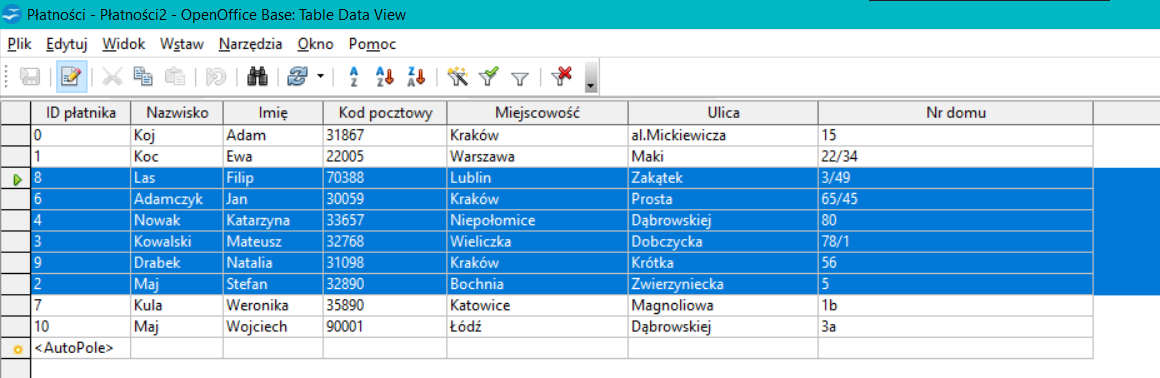 Płatności - Płatności2 - OpenOffice Base: Table Data View
Plik Edytuj Widok Wstaw Narzędzia Okno Pomoc
ID płatnika Nazwisko Imię Kod pocztowy Miejscowość Ulica Nr domu
0 Koj Adam 31867 Kraków al.Mickiewicza 15
1 Koc Ewa 22005 Warszawa Maki 22/34
8 Las Filip 70388 Lublin Zakątek 3/49
6 Adamczyk Jan 30059 Kraków Prosta 65/45
4 Nowak Katarzyna 33657 Niepołomice Dąbrowskiej 80
3 Kowalski Mateusz 32768 Wieliczka Dobczycka 78/1
9 Drabek Natalia 31098 Kraków Krótka 56
2 Maj Stefan 32890 Bochnia Zwierzyniecka 5
7 Kula Weronika 35890 Katowice Magnoliowa 1b
10 Maj Wojciech 90001 Łódź Dąbrowskiej 3a
<AutoPole>